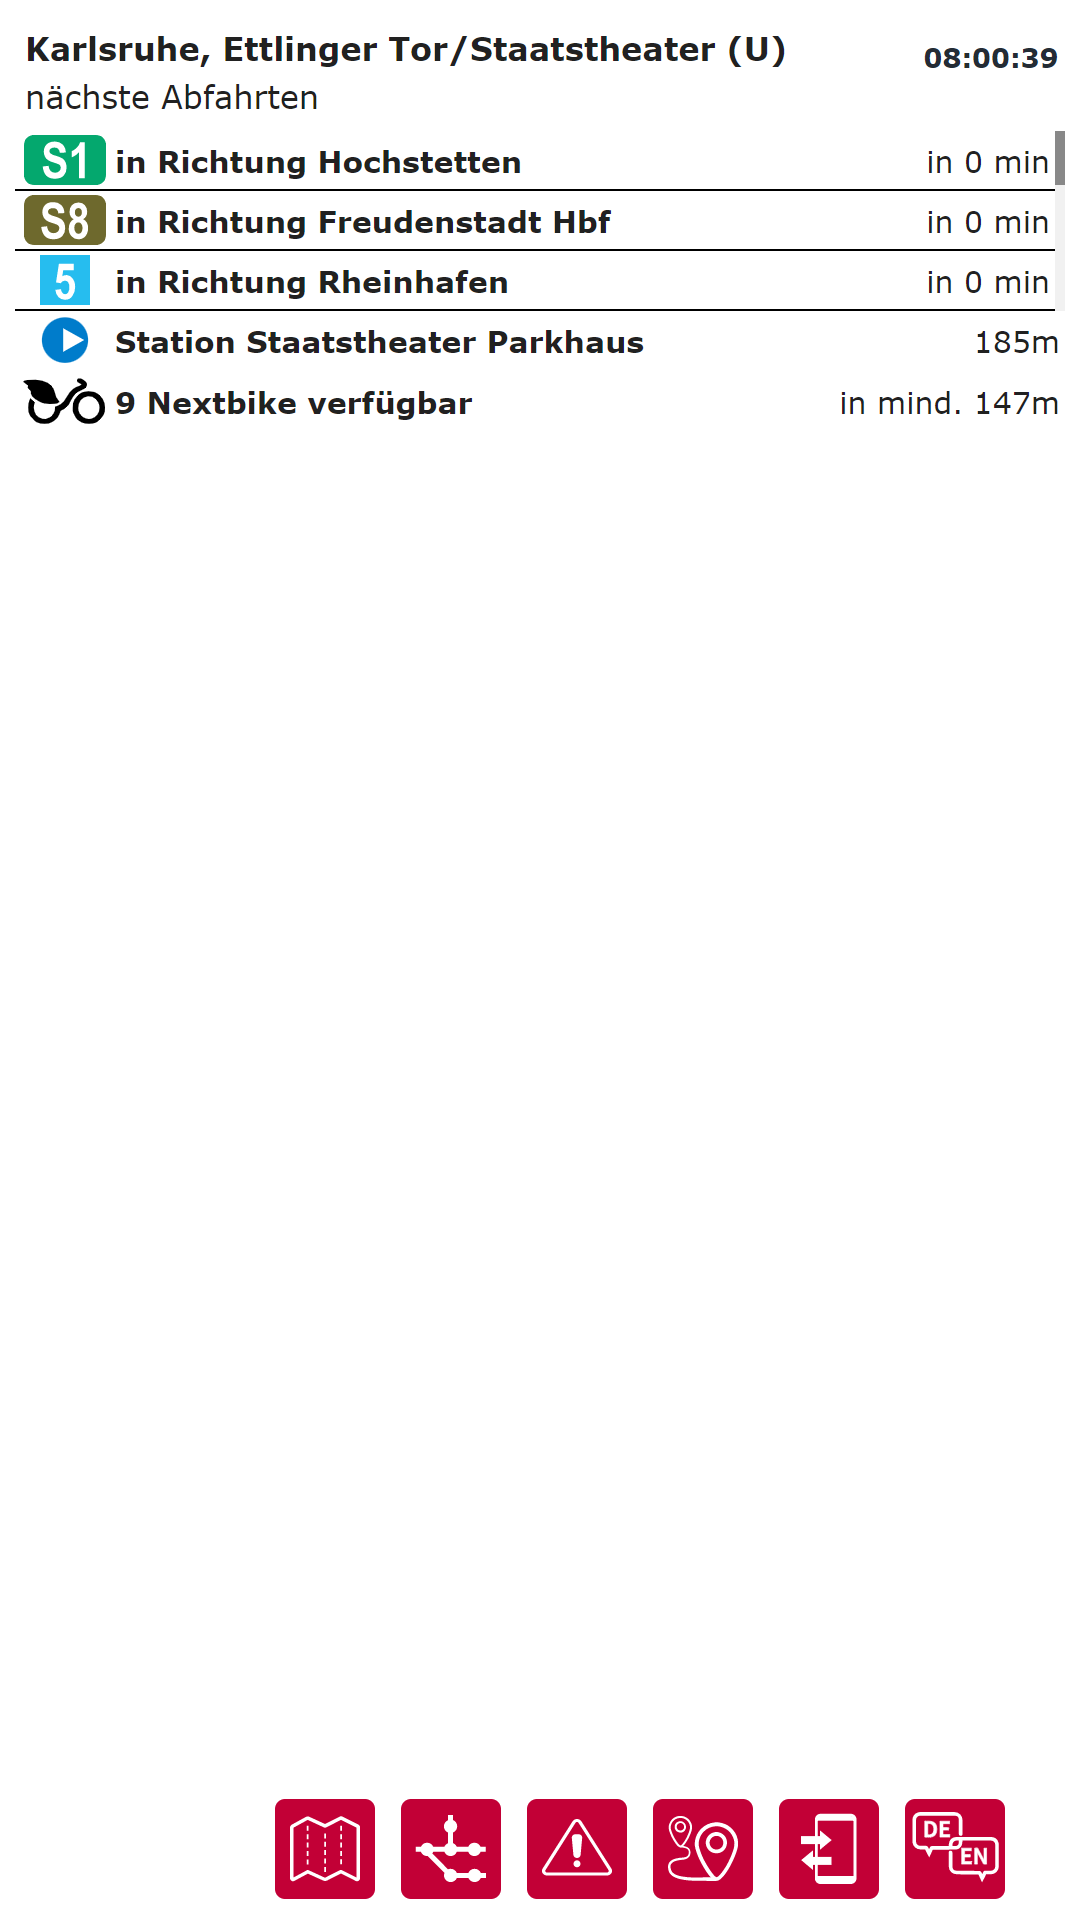 Karlsruhe, Ettlinger Tor/Staatstheater (U) 08:00:39
nächste Abfahrten
S1 in Richtung Hochstetten in 0 min
S8 in Richtung Freudenstadt Hbf in 0 min
5 in Richtung Rheinhafen in 0 min
Station Staatstheater Parkhaus 185m
9 Nextbike verfügbar in mind. 147m
DE
EN